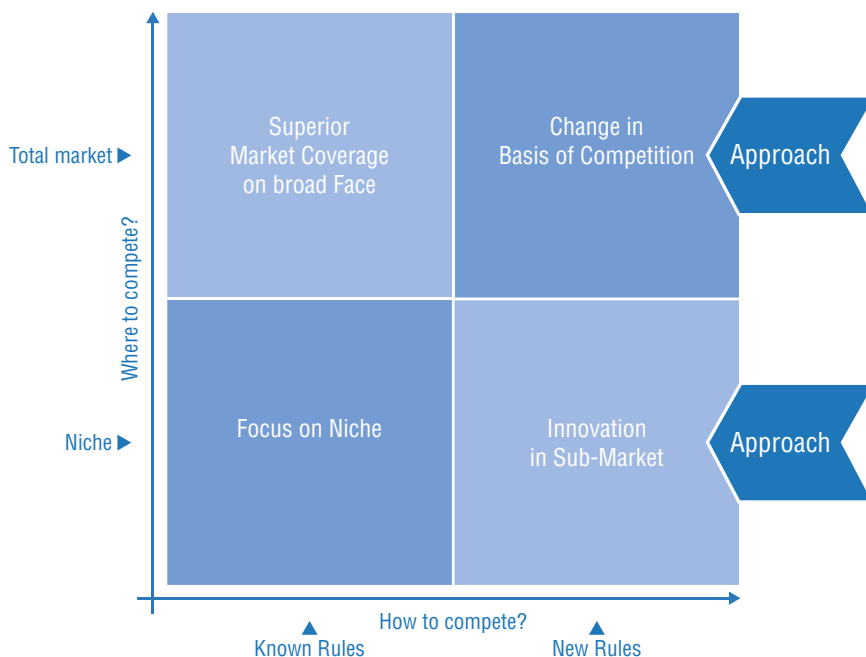 Superior
Market Coverage
on broad Face
Change in
Basis of Competition
Approach
Total market
Where to compete?
Focus on Niche
Innovation
in Sub-Market
Approach
Niche
How to compete?
Known Rules
New Rules